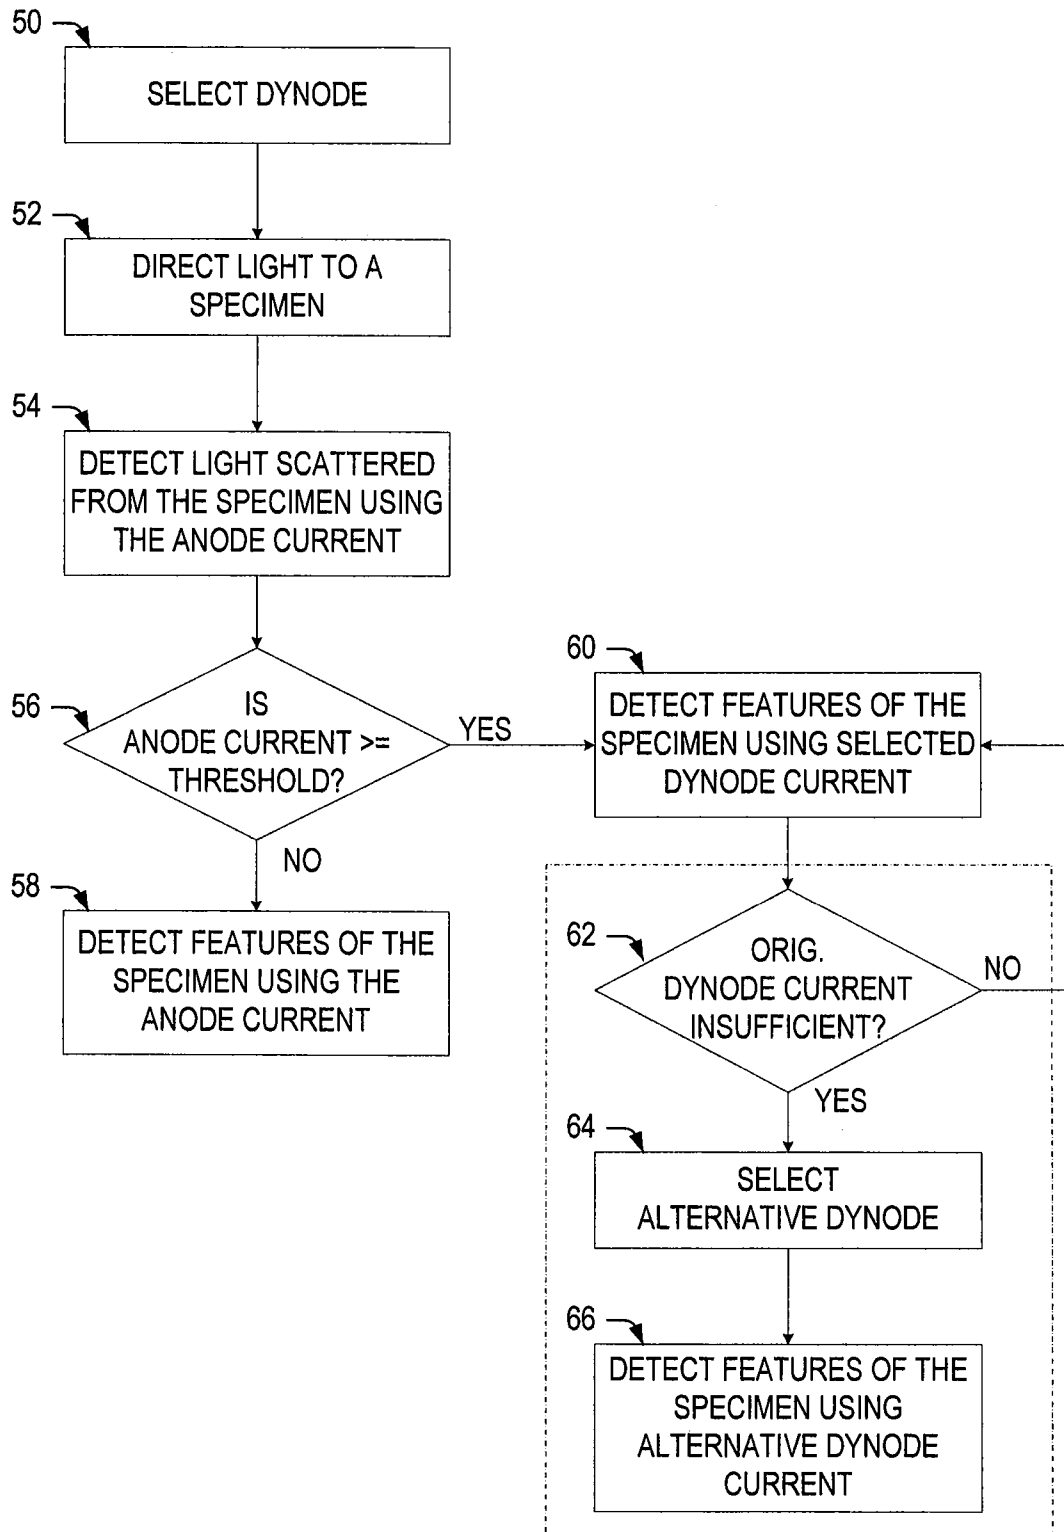 50
SELECT DYNODE
52
DIRECT LIGHT TO A
SPECIMEN
54
DETECT LIGHT SCATTERED
FROM THE SPECIMEN USING
THE ANODE CURRENT
56
IS
ANODE CURRENT >=
THRESHOLD?
YES
NO
58
DETECT FEATURES OF THE
SPECIMEN USING THE
ANODE CURRENT
60
DETECT FEATURES OF THE
SPECIMEN USING SELECTED
DYNODE CURRENT
62
ORIG.
DYNODE CURRENT
INSUFFICIENT?
NO
YES
64
SELECT
ALTERNATIVE DYNODE
66
DETECT FEATURES OF THE
SPECIMEN USING
ALTERNATIVE DYNODE
CURRENT